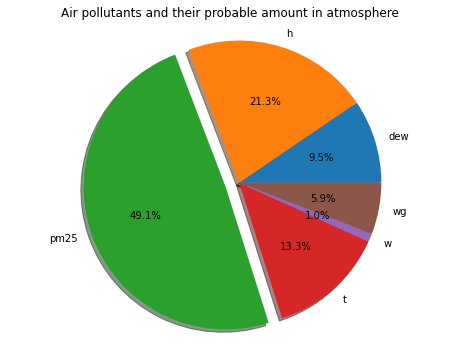 Air pollutants and their probable amount in atmosphere
h
21.3%
dew
9.5%
49.1%
pm25
5.9%
wg
1.0%
w
13.3%
t